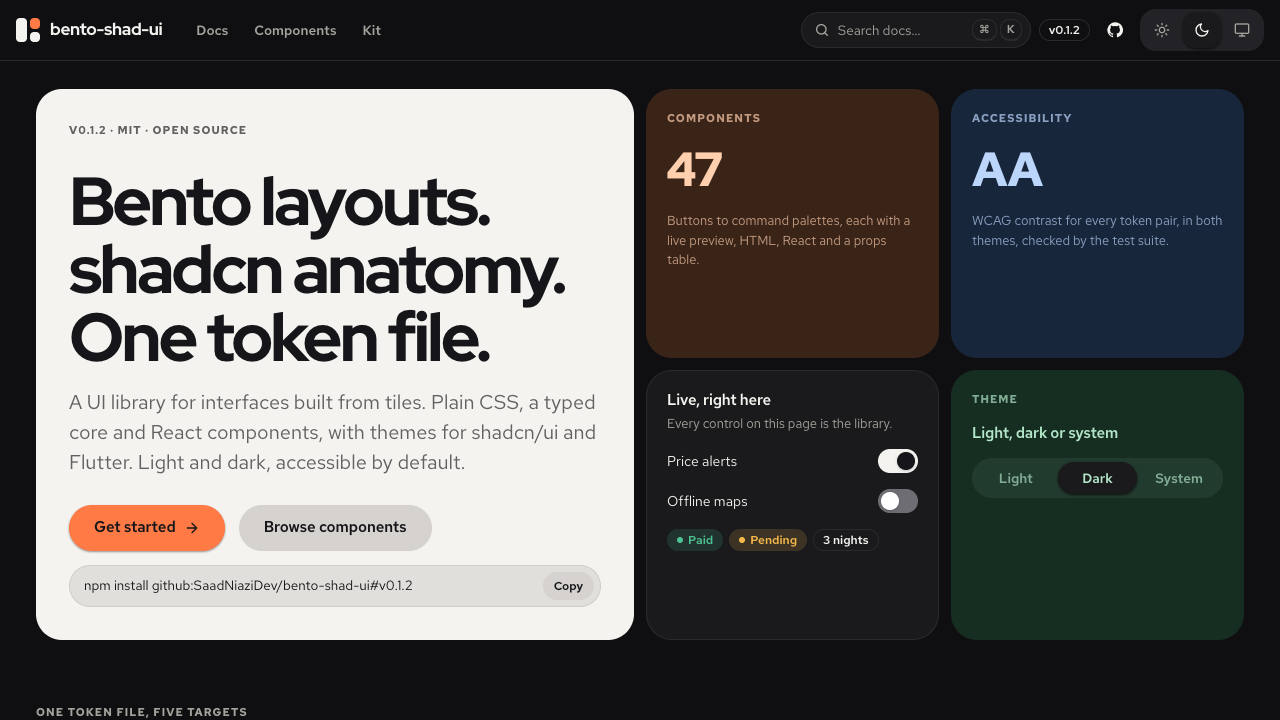 bento-shad-ui
Docs
Components
Kit
Search docs...
⌘
K
v0.1.2
V0.1.2 · MIT · OPEN SOURCE
Bento layouts.
shadcn anatomy.
One token file.
A UI library for interfaces built from tiles. Plain CSS, a typed
core and React components, with themes for shadcn/ui and
Flutter. Light and dark, accessible by default.
Get started →
Browse components
npm install github:SaadNiaziDev/bento-shad-ui#v0.1.2
Copy
COMPONENTS
47
Buttons to command palettes, each with a
live preview, HTML, React and a props
table.
ACCESSIBILITY
AA
WCAG contrast for every token pair, in both
themes, checked by the test suite.
Live, right here
Every control on this page is the library.
Price alerts
Offline maps
Paid
Pending
3 nights
THEME
Light, dark or system
Light
Dark
System
ONE TOKEN FILE, FIVE TARGETS